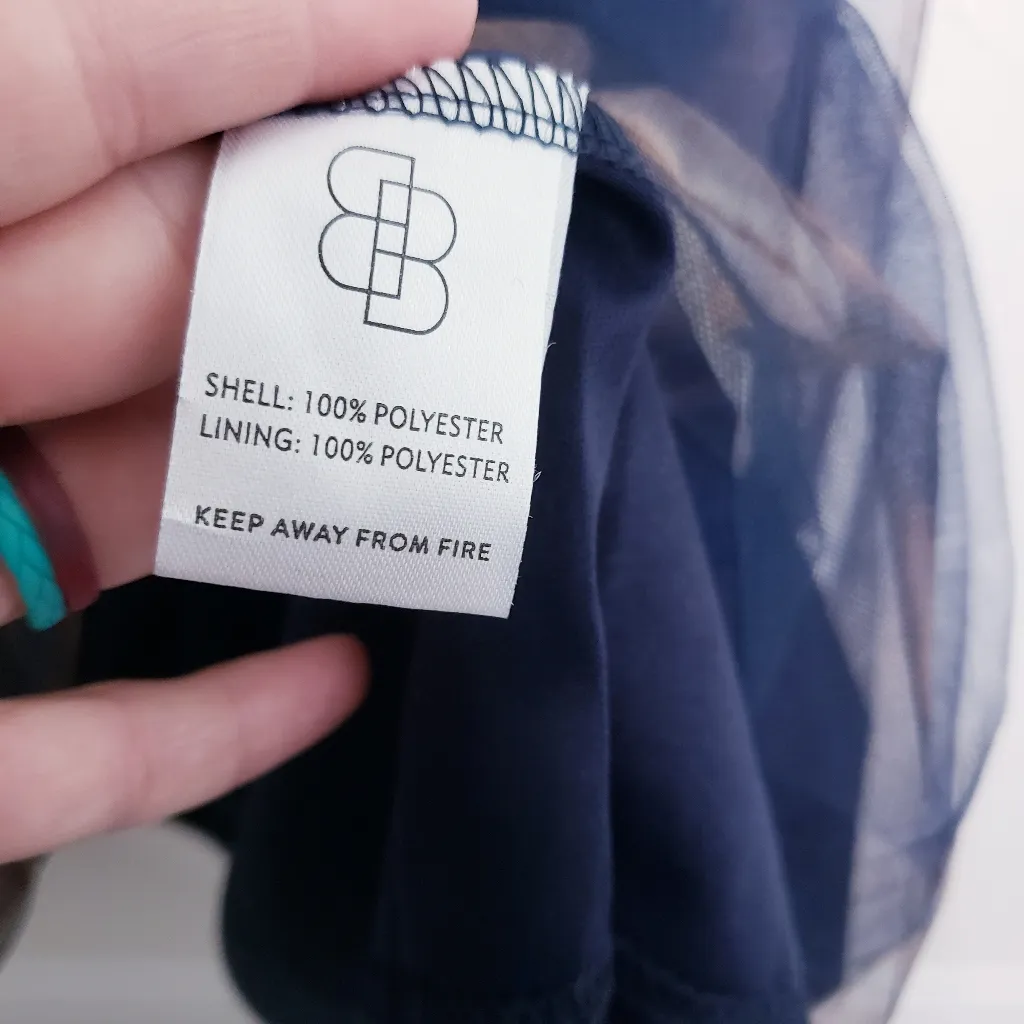 SHELL: 100% POLYESTER
LINING: 100% POLYESTER
KEEP AWAY FROM FIRE